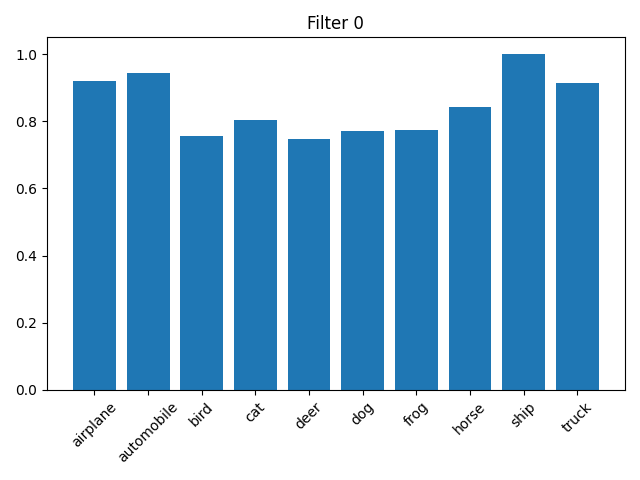 Filter 0
1.0
0.8
0.6
0.4
0.2
0.0
airplane
automobile
bird
cat
deer
dog
frog
horse
ship
truck